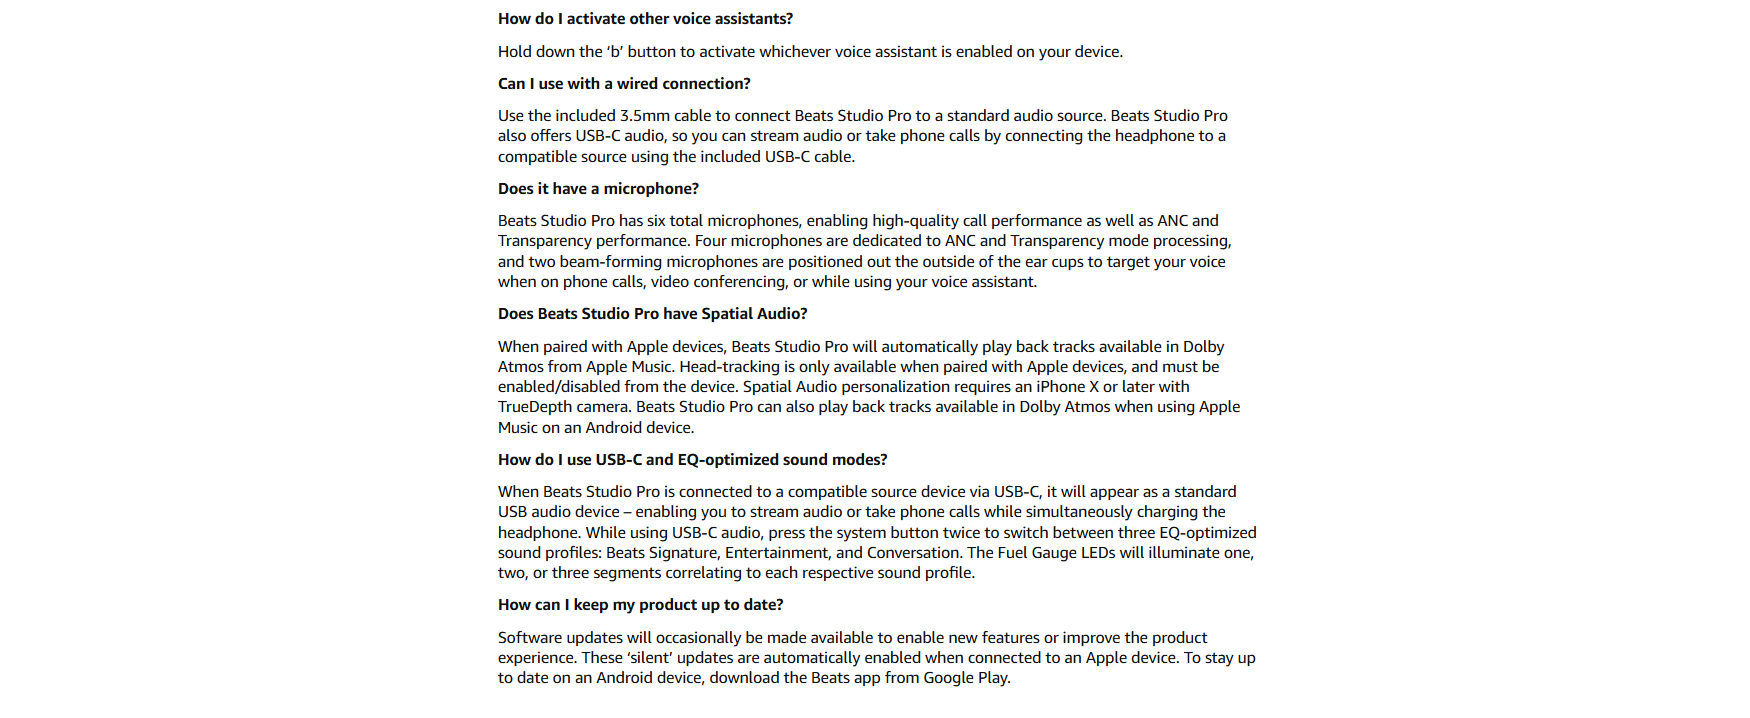 How do I activate other voice assistants?
Hold down the ‘b’ button to activate whichever voice assistant is enabled on your device.
Can I use with a wired connection?
Use the included 3.5mm cable to connect Beats Studio Pro to a standard audio source. Beats Studio Pro
also offers USB-C audio, so you can stream audio or take phone calls by connecting the headphone to a
compatible source using the included USB-C cable.
Does it have a microphone?
Beats Studio Pro has six total microphones, enabling high-quality call performance as well as ANC and
Transparency performance. Four microphones are dedicated to ANC and Transparency mode processing,
and two beam-forming microphones are positioned out the outside of the ear cups to target your voice
when on phone calls, video conferencing, or while using your voice assistant.
Does Beats Studio Pro have Spatial Audio?
When paired with Apple devices, Beats Studio Pro will automatically play back tracks available in Dolby
Atmos from Apple Music. Head-tracking is only available when paired with Apple devices, and must be
enabled/disabled from the device. Spatial Audio personalization requires an iPhone X or later with
TrueDepth camera. Beats Studio Pro can also play back tracks available in Dolby Atmos when using Apple
Music on an Android device.
How do I use USB-C and EQ-optimized sound modes?
When Beats Studio Pro is connected to a compatible source device via USB-C, it will appear as a standard
USB audio device – enabling you to stream audio or take phone calls while simultaneously charging the
headphone. While using USB-C audio, press the system button twice to switch between three EQ-optimized
sound profiles: Beats Signature, Entertainment, and Conversation. The Fuel Gauge LEDs will illuminate one,
two, or three segments correlating to each respective sound profile.
How can I keep my product up to date?
Software updates will occasionally be made available to enable new features or improve the product
experience. These ‘silent’ updates are automatically enabled when connected to an Apple device. To stay up
to date on an Android device, download the Beats app from Google Play.